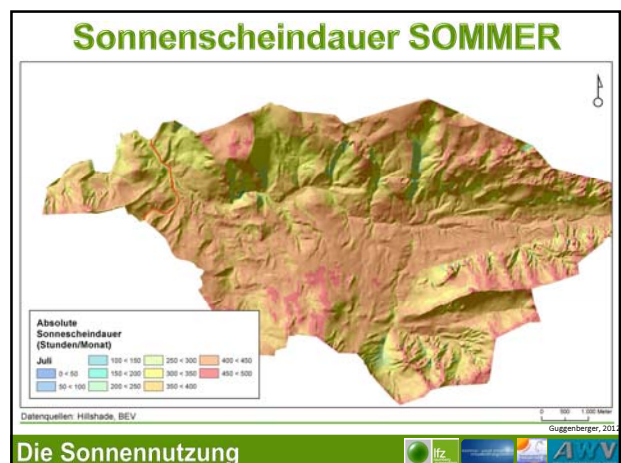 Sonnenscheindauer SOMMER
Absolute
Sonnescheindauer
(Stunden/Monat)
Juli
0 < 50
50 < 100
100 < 150
150 < 200
200 < 250
250 < 300
300 < 350
350 < 400
400 < 450
450 < 500
Datenquellen: Hillshade, BEV
0 500 1.000 Meter
Guggenberger, 2012
Die Sonnennutzung
lfz
AWV